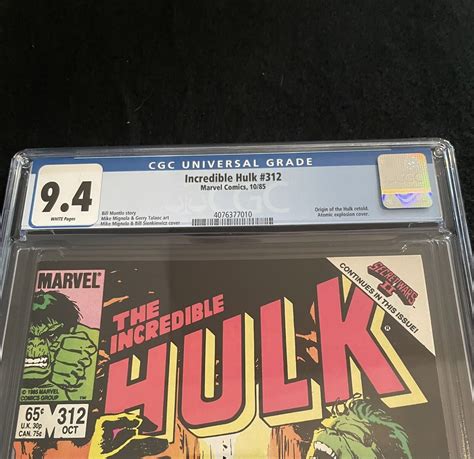 CGC UNIVERSAL GRADE
9.4
WHITE Pages
Incredible Hulk #312
Marvel Comics, 10/85
Bill Mantlo story
Mike Mignola & Gerry Talaoc art
Mike Mignola & Bill Sienkiewicz cover
Origin of the Hulk retold.
Atomic explosion cover.
4076377010
CGC
MARVEL
®
© 1985 MARVEL
COMICS GROUP
TM
65¢
U.K. 30p
CAN. 75¢
312
OCT
THE
INCREDIBLE
HULK
®
SECRET WARS
II
CONTINUES IN THIS ISSUE!